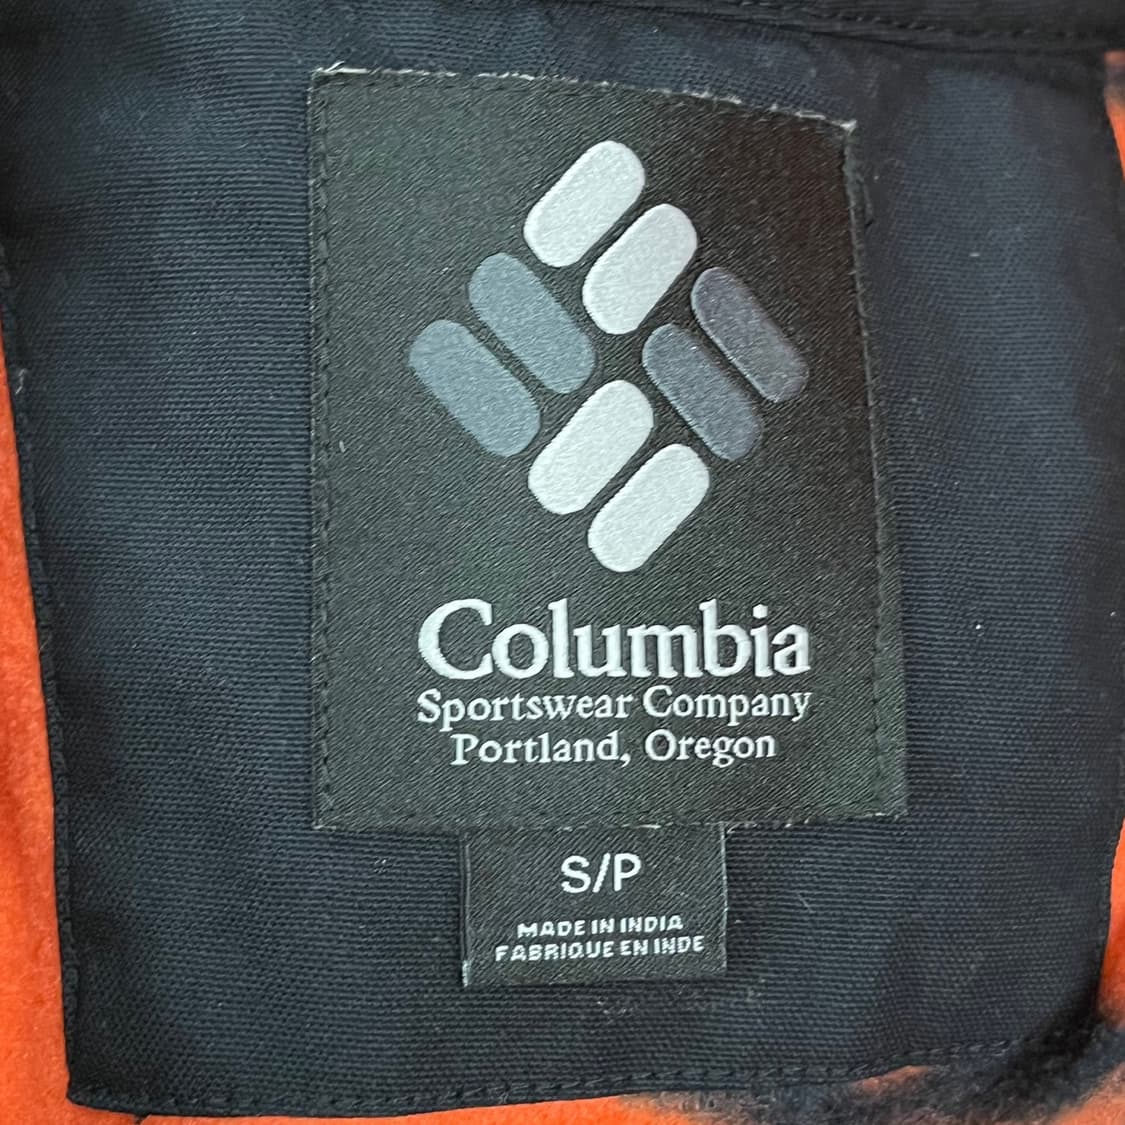 Columbia
Sportswear Company
Portland, Oregon
S/P
MADE IN INDIA
FABRIQUE EN INDE